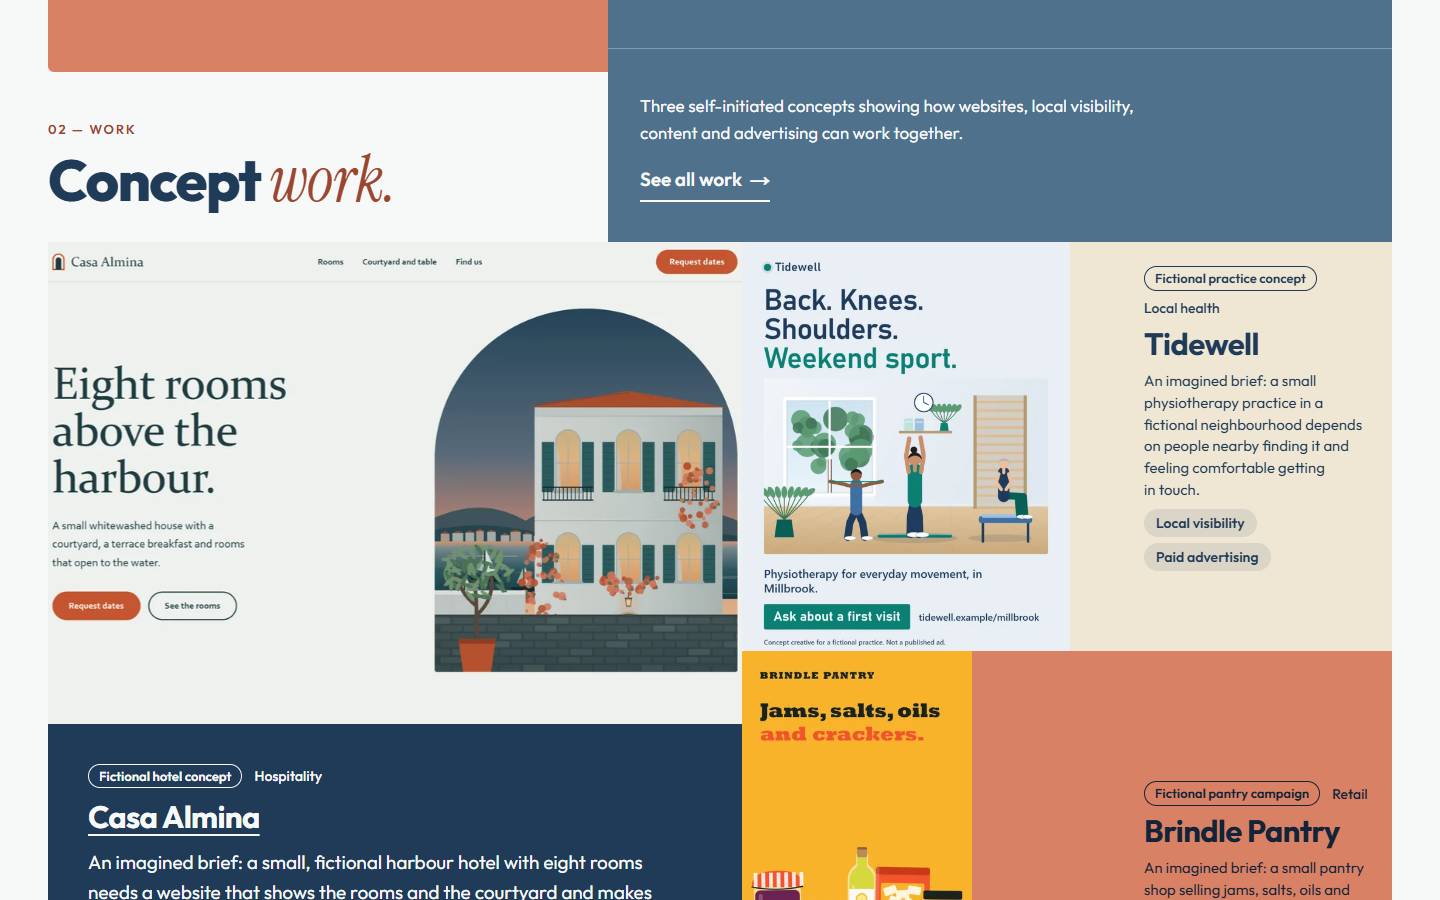 02 — WORK
Concept work.
Three self-initiated concepts showing how websites, local visibility,
content and advertising can work together.
See all work →
Casa Almina
Rooms
Courtyard and table
Find us
Request dates
Eight rooms
above the
harbour.
A small whitewashed house with a
courtyard, a terrace breakfast and rooms
that open to the water.
Request dates
See the rooms
Fictional hotel concept
Hospitality
Casa Almina
An imagined brief: a small, fictional harbour hotel with eight rooms
needs a website that shows the rooms and the courtyard and makes
Tidewell
Back. Knees.
Shoulders.
Weekend sport.
Physiotherapy for everyday movement, in
Millbrook.
Ask about a first visit
tidewell.example/millbrook
Concept creative for a fictional practice. Not a published ad.
Fictional practice concept
Local health
Tidewell
An imagined brief: a small
physiotherapy practice in a
fictional neighbourhood depends
on people nearby finding it and
feeling comfortable getting
in touch.
Local visibility
Paid advertising
BRINDLE PANTRY
Jams, salts, oils
and crackers.
Fictional pantry campaign
Retail
Brindle Pantry
An imagined brief: a small pantry
shop selling jams, salts, oils and